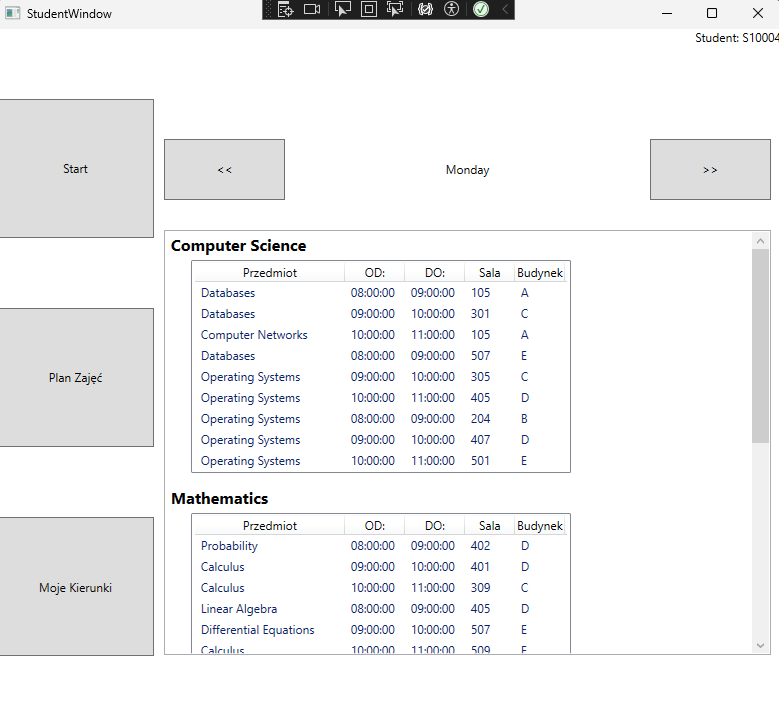 StudentWindow
Student: S10004
Start
<< Monday >>
Computer Science
Przedmiot OD: DO: Sala Budynek
Databases 08:00:00 09:00:00 105 A
Databases 09:00:00 10:00:00 301 C
Computer Networks 10:00:00 11:00:00 105 A
Databases 08:00:00 09:00:00 507 E
Plan Zajęć
Operating Systems 09:00:00 10:00:00 305 C
Operating Systems 10:00:00 11:00:00 405 D
Operating Systems 08:00:00 09:00:00 204 B
Operating Systems 09:00:00 10:00:00 407 D
Operating Systems 10:00:00 11:00:00 501 E
Mathematics
Przedmiot OD: DO: Sala Budynek
Probability 08:00:00 09:00:00 402 D
Calculus 09:00:00 10:00:00 401 D
Moje Kierunki
Calculus 10:00:00 11:00:00 309 C
Linear Algebra 08:00:00 09:00:00 405 D
Differential Equations 09:00:00 10:00:00 507 E
Calculus 10:00:00 11:00:00 509